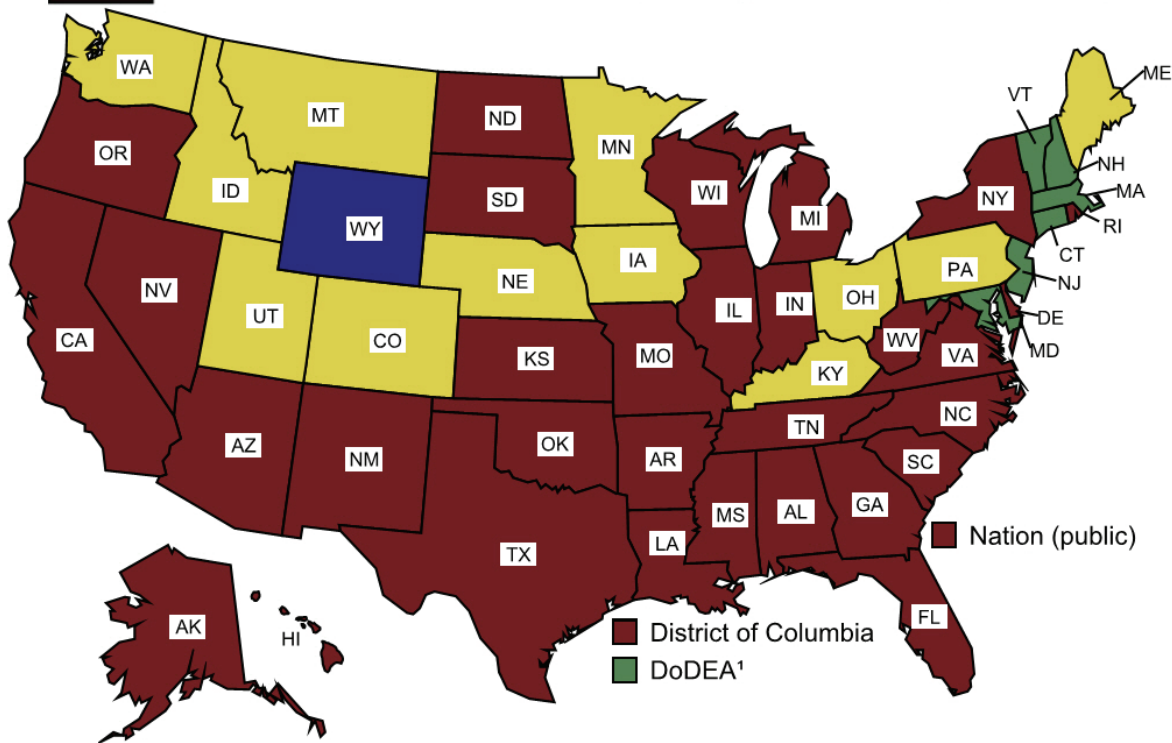 WA
ME
VT
MT
ND
OR
MN
NH
ID
SD
WI
NY
MA
MI
WY
RI
CT
IA
PA
NE
NJ
NV
OH
IL
IN
UT
DE
CO
WV
CA
VA
MD
KS
MO
KY
NC
TN
OK
AZ
AR
NM
SC
MS
AL
GA
LA
Nation (public)
TX
FL
AK
District of Columbia
HI
DoDEA¹